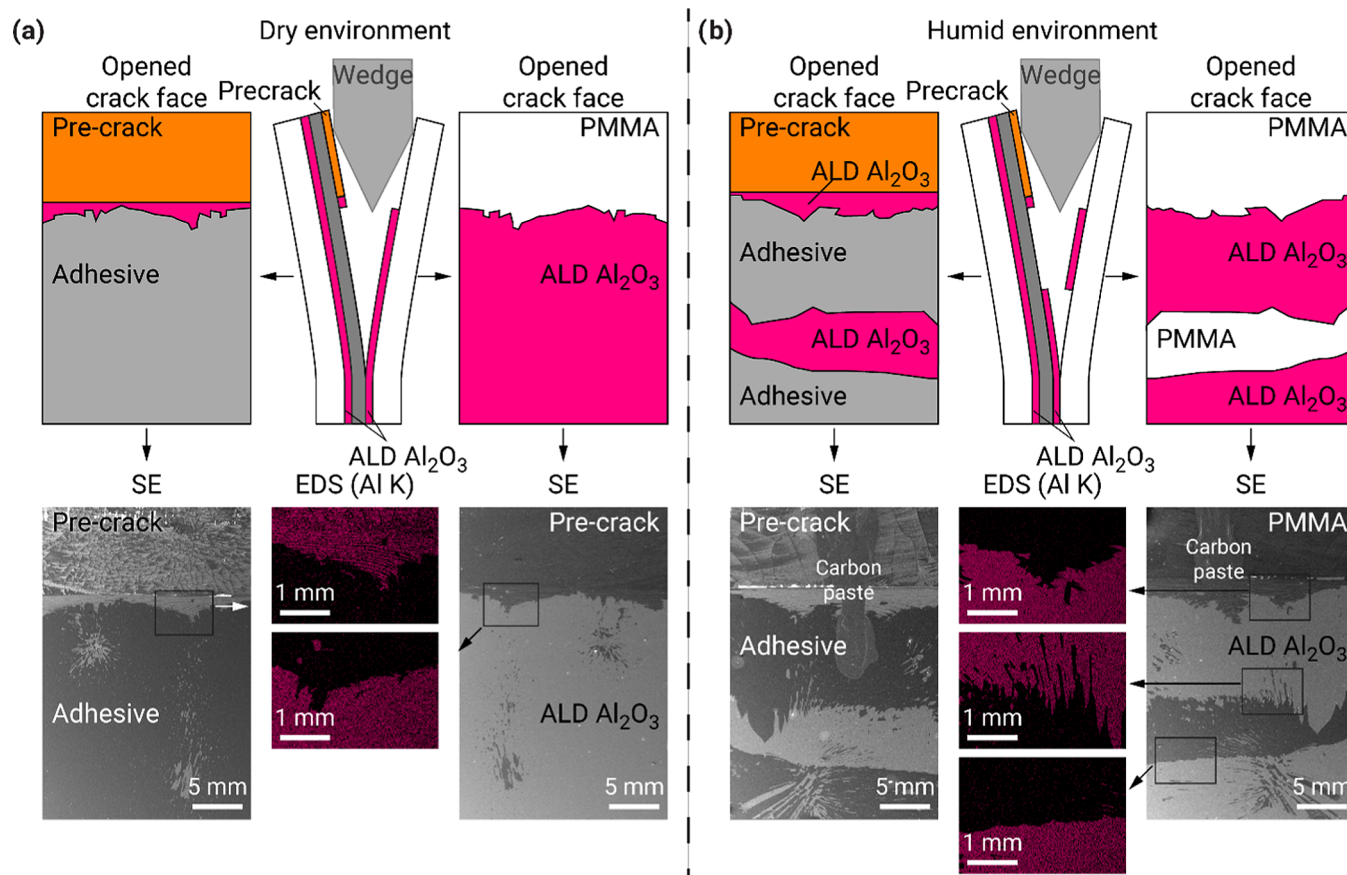 (a)
Dry environment
Opened
crack face
Pre-crack
Adhesive
Precrack
Wedge
ALD Al₂O₃
Opened
crack face
PMMA
ALD Al₂O₃
SE
EDS (Al K)
SE
Pre-crack
Adhesive
5 mm
1 mm
1 mm
Pre-crack
ALD Al₂O₃
5 mm
(b)
Humid environment
Opened
crack face
Pre-crack
ALD Al₂O₃
Adhesive
ALD Al₂O₃
Adhesive
Precrack
Wedge
ALD Al₂O₃
Opened
crack face
PMMA
ALD Al₂O₃
PMMA
ALD Al₂O₃
SE
EDS (Al K)
SE
Pre-crack
Carbon
paste
Adhesive
5 mm
1 mm
1 mm
1 mm
PMMA
Carbon
paste
ALD Al₂O₃
5 mm